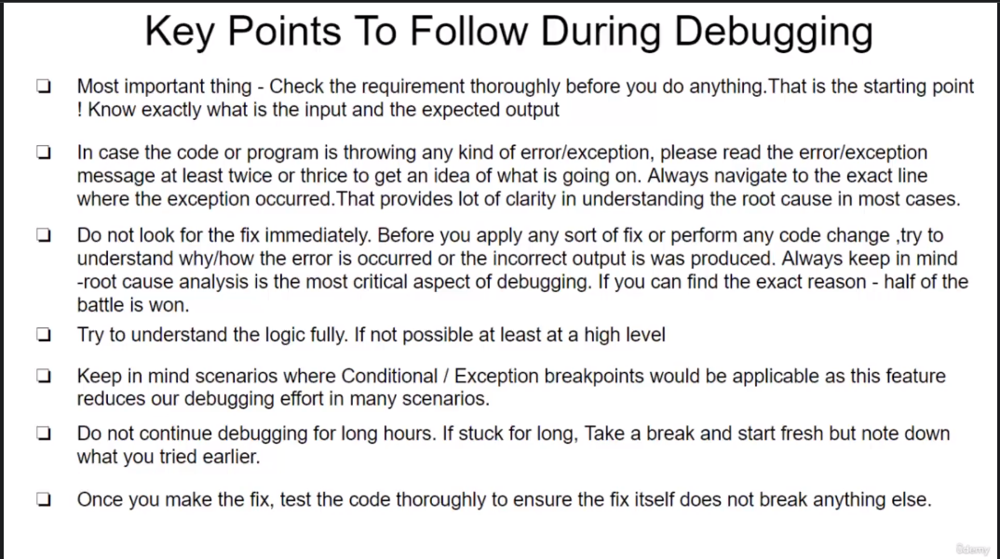 Key Points To Follow During Debugging
❏ Most important thing - Check the requirement thoroughly before you do anything.That is the starting point
! Know exactly what is the input and the expected output
❏ In case the code or program is throwing any kind of error/exception, please read the error/exception
message at least twice or thrice to get an idea of what is going on. Always navigate to the exact line
where the exception occurred.That provides lot of clarity in understanding the root cause in most cases.
❏ Do not look for the fix immediately. Before you apply any sort of fix or perform any code change ,try to
understand why/how the error is occurred or the incorrect output is was produced. Always keep in mind
-root cause analysis is the most critical aspect of debugging. If you can find the exact reason - half of the
battle is won.
❏ Try to understand the logic fully. If not possible at least at a high level
❏ Keep in mind scenarios where Conditional / Exception breakpoints would be applicable as this feature
reduces our debugging effort in many scenarios.
❏ Do not continue debugging for long hours. If stuck for long, Take a break and start fresh but note down
what you tried earlier.
❏ Once you make the fix, test the code thoroughly to ensure the fix itself does not break anything else.
ûdemy